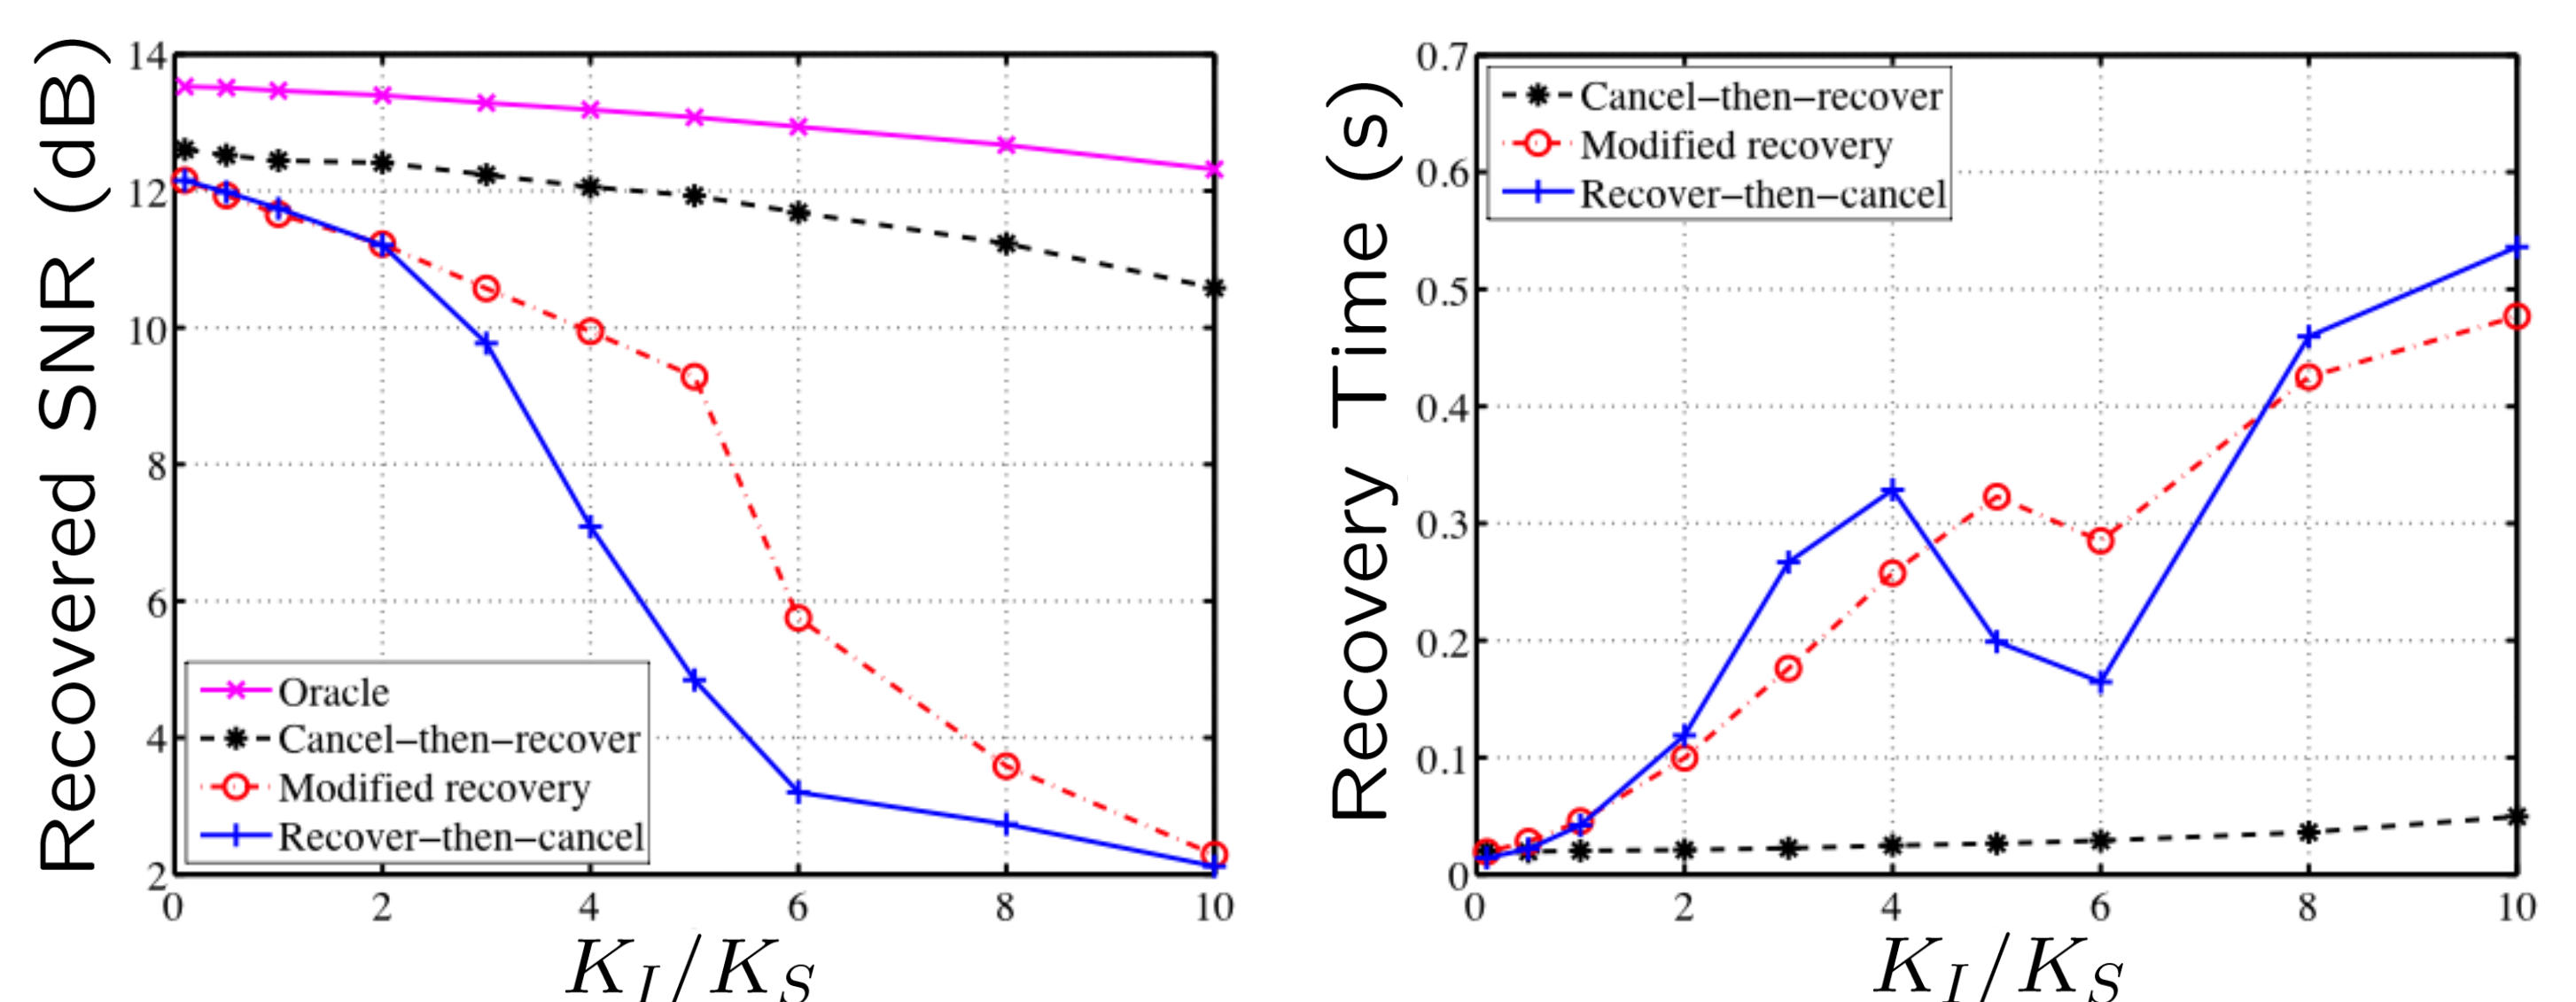 Recovered SNR (dB)
14
12
10
8
6
4
2
Oracle
Cancel–then–recover
Modified recovery
Recover–then–cancel
0 2 4 6 8 10
K_I/K_S
Recovery Time (s)
0.7
0.6
0.5
0.4
0.3
0.2
0.1
0
Cancel–then–recover
Modified recovery
Recover–then–cancel
0 2 4 6 8 10
K_I/K_S